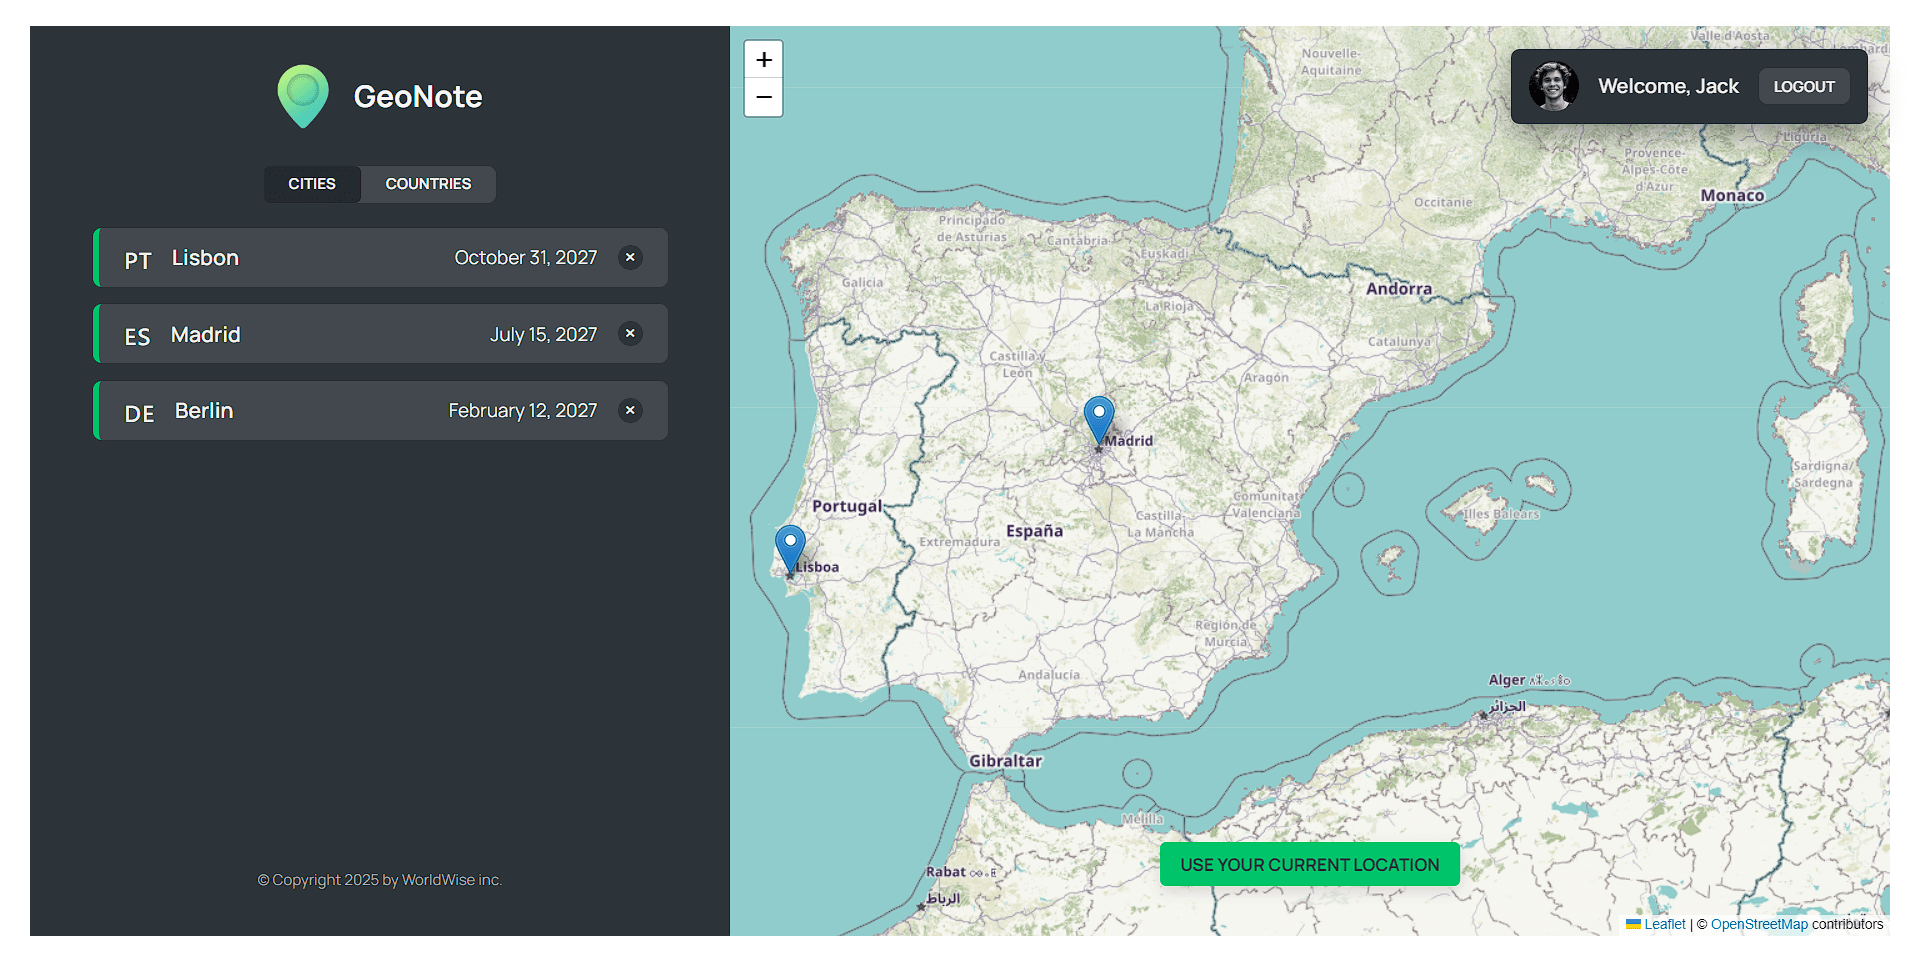 GeoNote
CITIES
COUNTRIES
PT Lisbon October 31, 2027 ×
ES Madrid July 15, 2027 ×
DE Berlin February 12, 2027 ×
© Copyright 2025 by WorldWise inc.
+
−
Welcome, Jack
LOGOUT
Nouvelle-
Aquitaine
Valle d'Aosta
Liguria
Provence-
Alpes-Côte
d'Azur
Monaco
Occitanie
Principado
de Asturias
Cantabria
Euskadi
Galicia
La Rioja
Andorra
Catalunya
Castilla y
León
Aragón
Madrid
Portugal
España
Comunitat
Valenciana
Castilla-
La Mancha
Extremadura
Illes Balears
Sardigna/
Sardegna
Lisboa
Región de
Murcia
Andalucía
Alger
الجزائر
Gibraltar
Melilla
Rabat
الرباط
USE YOUR CURRENT LOCATION
Leaflet | © OpenStreetMap contributors